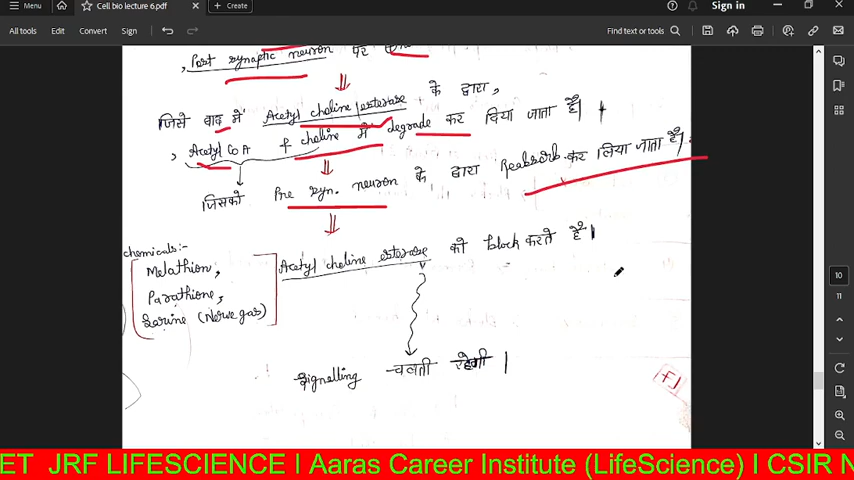 Menu
Cell bio lecture 6.pdf
Create
Sign in
All tools Edit Convert Sign
Find text or tools
Post synaptic neuron पर
जिसे बाद में Acetyl choline/esterase के द्वारा,
, Acetyl CoA & choline में degrade कर दिया जाता है।
जिसको Pre syn. neuron के द्वारा Reabsorb कर लिया जाता है।
chemicals:-
Melathion,
Parathione,
Serine (Nerve gas)
Acetyl choline esterase को block करते हैं।
Signelling चलती रहेगी।
10
11
ET JRF LIFESCIENCE I Aaras Career Institute (LifeScience) I CSIR N